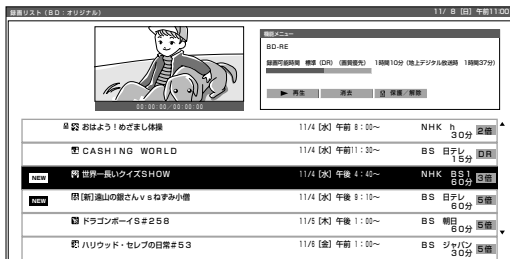 録画リスト（BD：オリジナル） 11/ 8［日］午前11:00
機能メニュー
BD-RE
録画可能時間 標準（DR）（画質優先） 1時間10分（地上デジタル放送時 1時間37分）
▶ 再生 消去 保護／解除
00:00:00/00:00:00
おはよう！めざまし体操 11/4［水］午前 8：00～ NHK h 30分 2倍
CASHING WORLD 11/4［水］午前11：30～ BS 日テレ 15分 DR
NEW 世界一長いクイズSHOW 11/4［水］午後 4：40～ NHK BS1 60分 3倍
NEW [新]遠山の銀さんvsねずみ小僧 11/4［水］午後 9：10～ BS 日テレ 60分 5倍
ドラゴンボーイS＃258 11/5［木］午後 1：00～ BS 朝日 60分 5倍
ハリウッド・セレブの日常＃53 11/6［金］午前 1：00～ BS ジャパン 30分 5倍